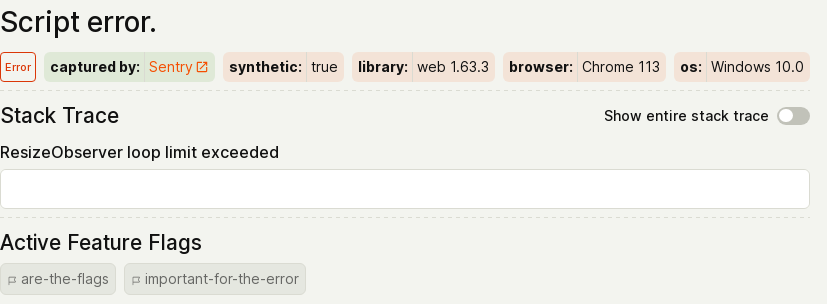 Script error.
Error captured by: Sentry synthetic: true library: web 1.63.3 browser: Chrome 113 os: Windows 10.0
Stack Trace Show entire stack trace
ResizeObserver loop limit exceeded
Active Feature Flags
are-the-flags important-for-the-error